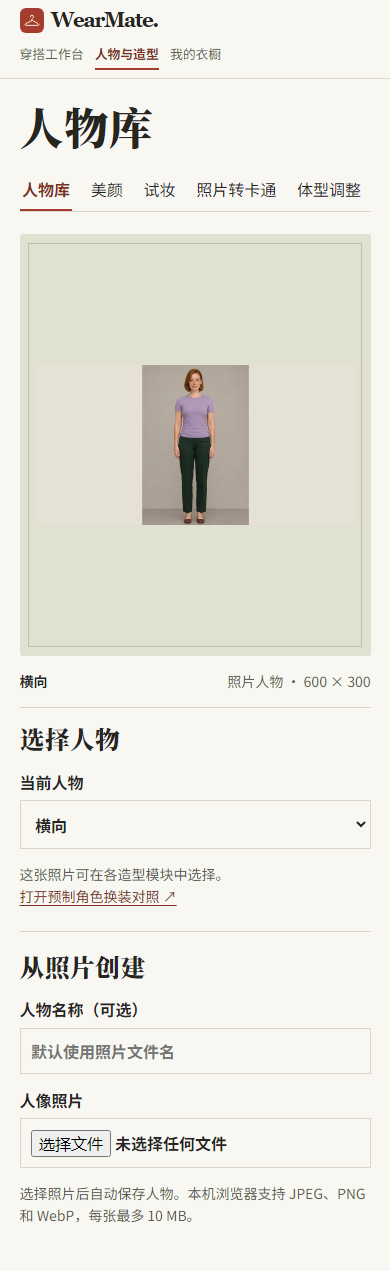 WearMate.
穿搭工作台 人物与造型 我的衣橱
人物库
人物库 美颜 试妆 照片转卡通 体型调整
横向 照片人物 · 600 × 300
选择人物
当前人物
横向
这张照片可在各造型模块中选择。
打开预制角色换装对照 ↗
从照片创建
人物名称（可选）
默认使用照片文件名
人像照片
选择文件 未选择任何文件
选择照片后自动保存人物。本机浏览器支持 JPEG、PNG
和 WebP，每张最多 10 MB。